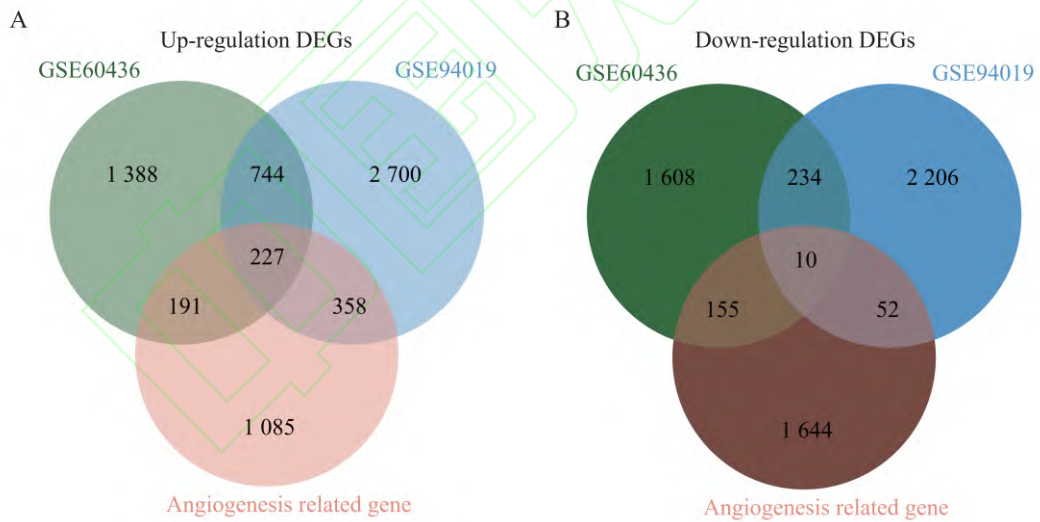 A
Up-regulation DEGs
GSE60436
GSE94019
1 388
744
2 700
227
191
358
1 085
Angiogenesis related gene
B
Down-regulation DEGs
GSE60436
GSE94019
1 608
234
2 206
10
155
52
1 644
Angiogenesis related gene